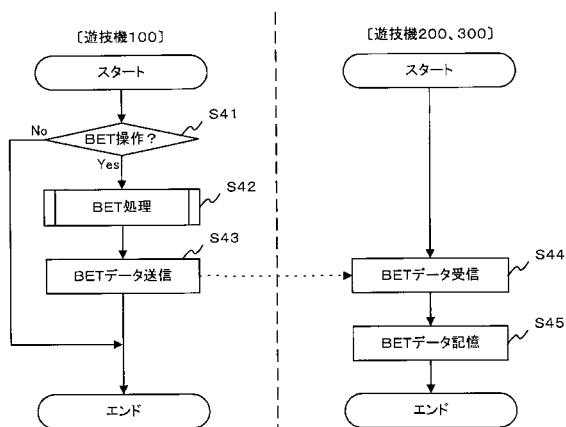 〔遊技機100〕
スタート
BET操作？
S41
No
Yes
BET処理
S42
BETデータ送信
S43
エンド
〔遊技機200、300〕
スタート
BETデータ受信
S44
BETデータ記憶
S45
エンド